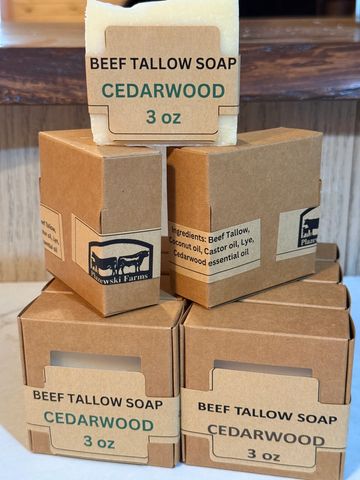 BEEF TALLOW SOAP
CEDARWOOD
3 oz
Ingredients: Beef Tallow,
Coconut oil, Castor oil, Lye,
Cedarwood essential oil
Plazewski Farms
BEEF TALLOW SOAP
CEDARWOOD
3 oz
BEEF TALLOW SOAP
CEDARWOOD
3 oz